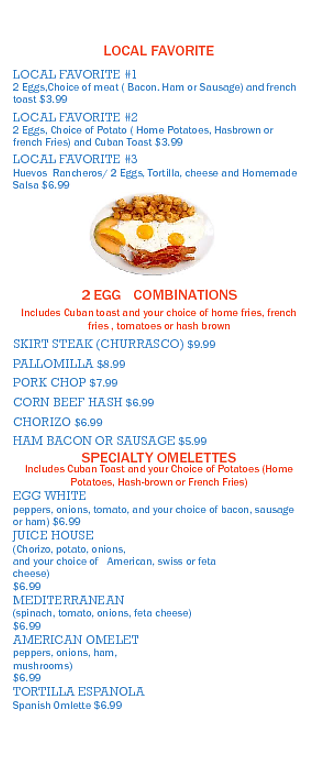 LOCAL FAVORITE
LOCAL FAVORITE #1
2 Eggs,Choice of meat ( Bacon. Ham or Sausage) and french
toast $3.99
LOCAL FAVORITE #2
2 Eggs, Choice of Potato ( Home Potatoes, Hasbrown or
french Fries) and Cuban Toast $3.99
LOCAL FAVORITE #3
Huevos Rancheros/ 2 Eggs, Tortilla, cheese and Homemade
Salsa $6.99
2 EGG COMBINATIONS
Includes Cuban toast and your choice of home fries, french
fries , tomatoes or hash brown
SKIRT STEAK (CHURRASCO) $9.99
PALLOMILLA $8.99
PORK CHOP $7.99
CORN BEEF HASH $6.99
CHORIZO $6.99
HAM BACON OR SAUSAGE $5.99
SPECIALTY OMELETTES
Includes Cuban Toast and your Choice of Potatoes (Home
Potatoes, Hash-brown or French Fries)
EGG WHITE
peppers, onions, tomato, and your choice of bacon, sausage
or ham) $6.99
JUICE HOUSE
(Chorizo, potato, onions,
and your choice of American, swiss or feta
cheese)
$6.99
MEDITERRANEAN
(spinach, tomato, onions, feta cheese)
$6.99
AMERICAN OMELET
peppers, onions, ham,
mushrooms)
$6.99
TORTILLA ESPANOLA
Spanish Omlette $6.99